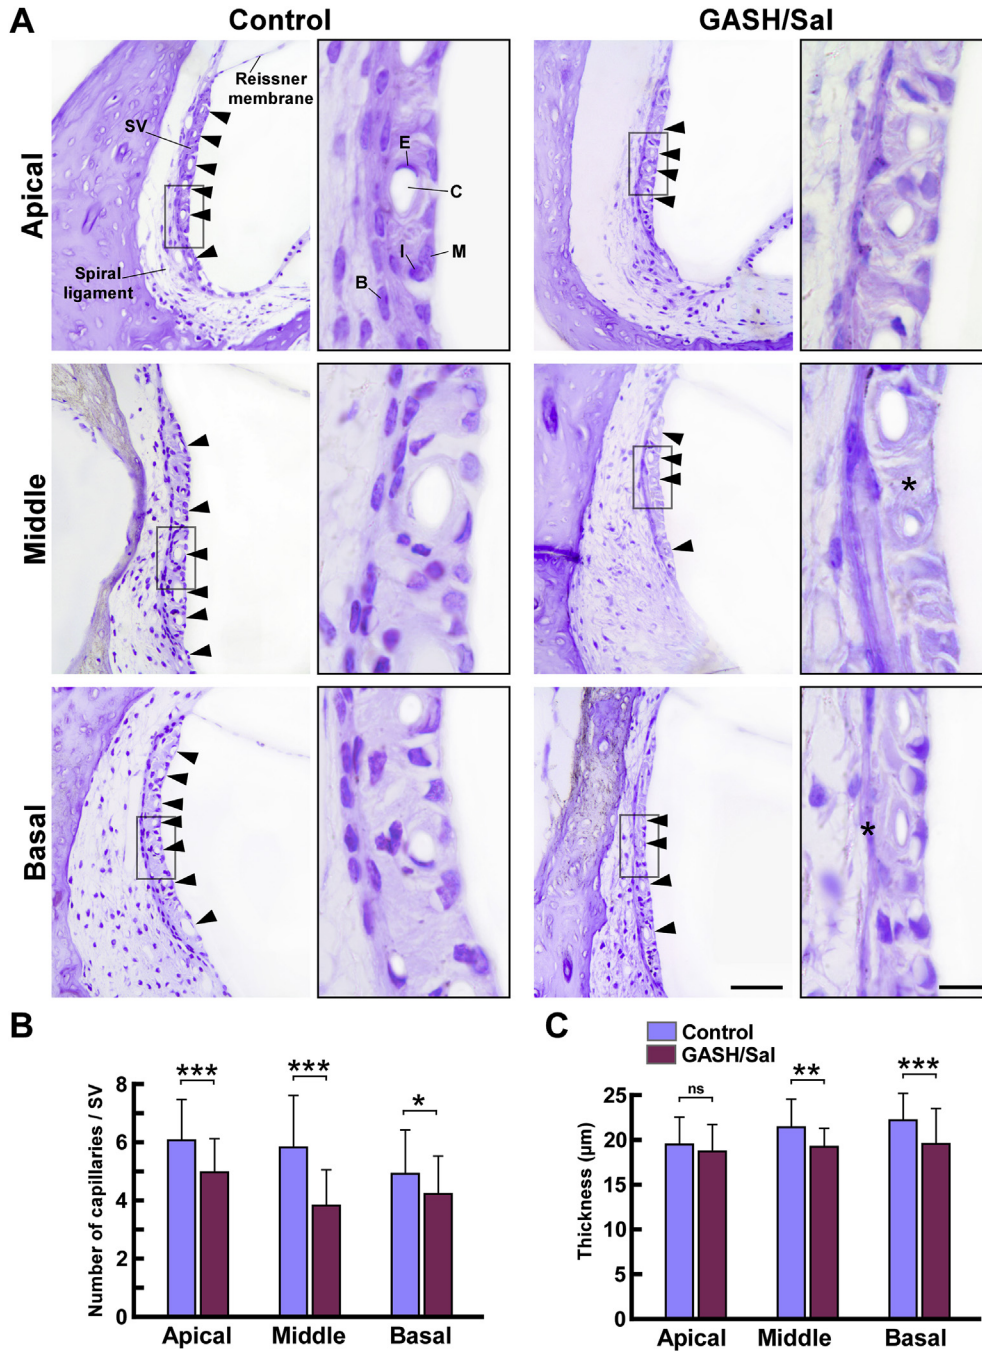 A
Control
GASH/Sal
Apical
Reissner
membrane
SV
Spiral
ligament
E
C
I
M
B
Middle
*
Basal
*
B
Number of capillaries / SV
8
6
4
2
0
***
***
*
Apical
Middle
Basal
C
Control
GASH/Sal
Thickness (µm)
25
20
15
10
5
0
ns
**
***
Apical
Middle
Basal